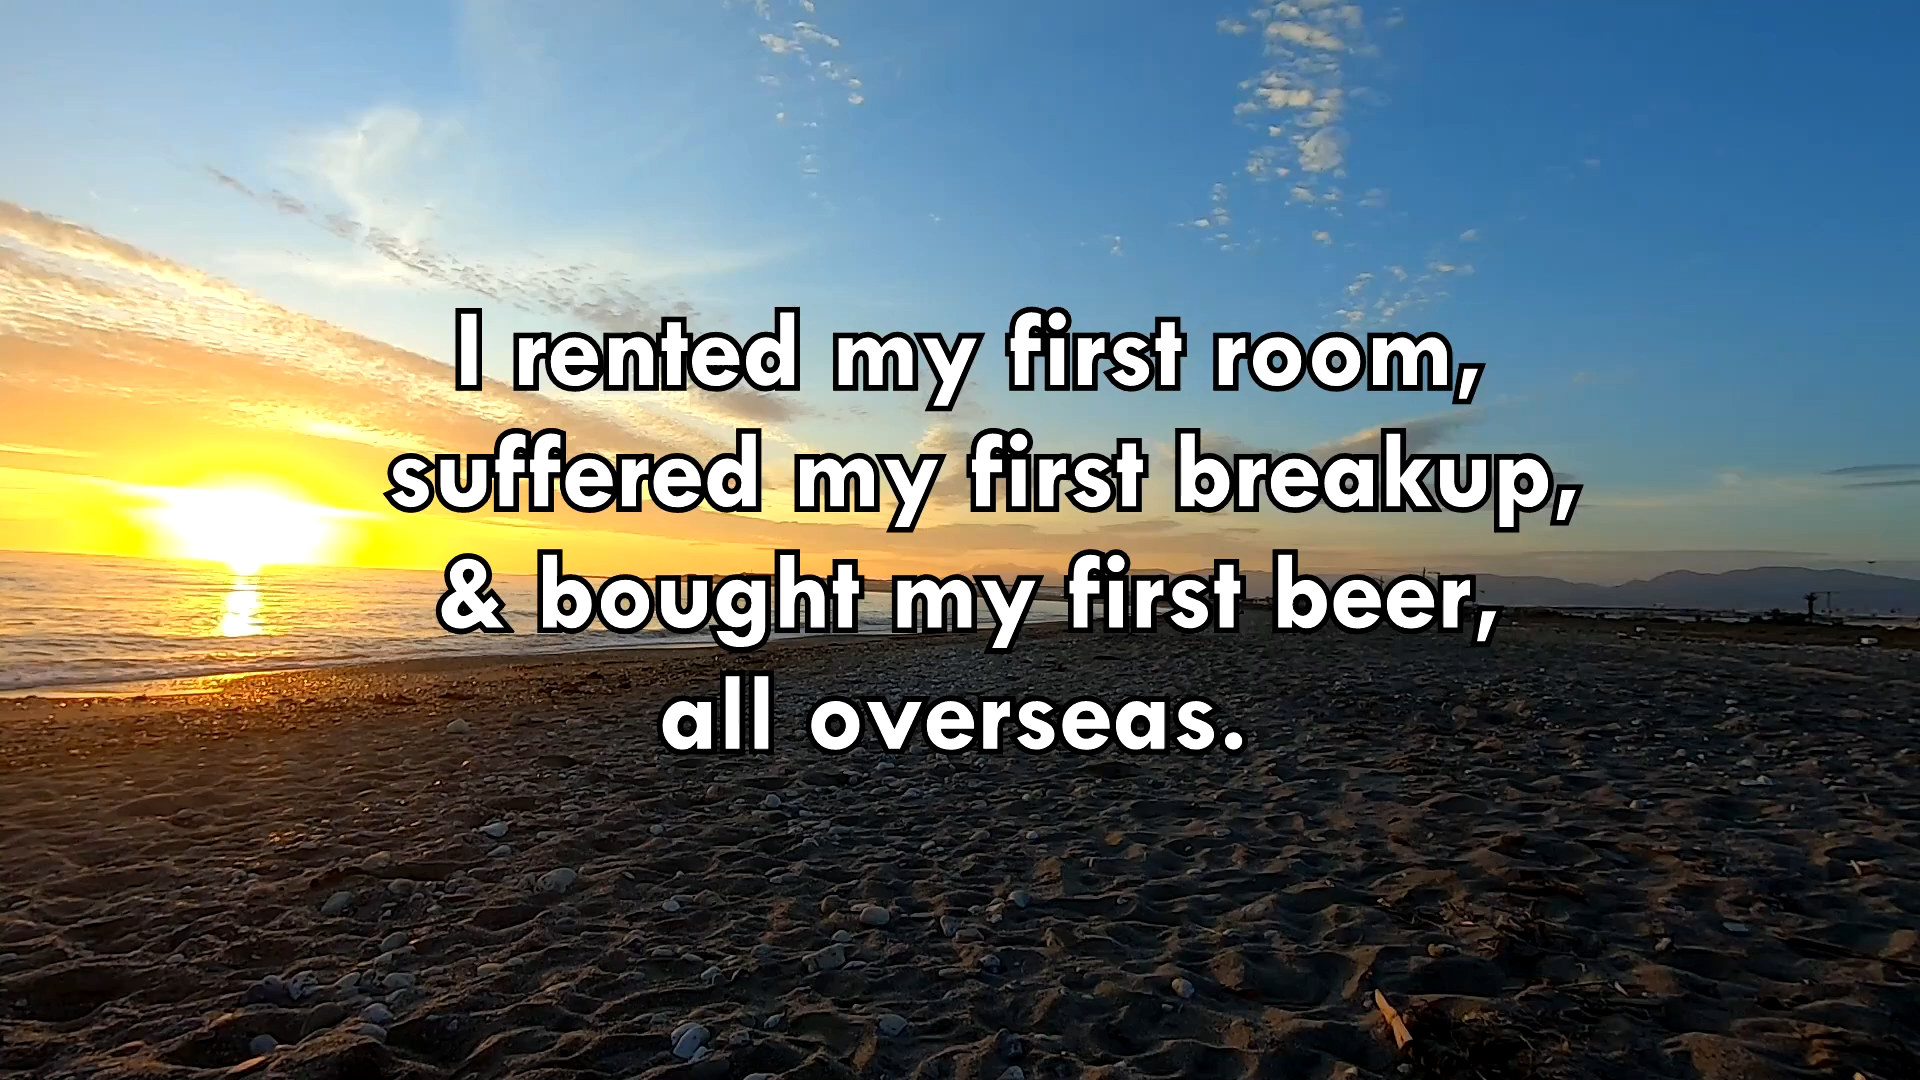 I rented my first room,
suffered my first breakup,
& bought my first beer,
all overseas.